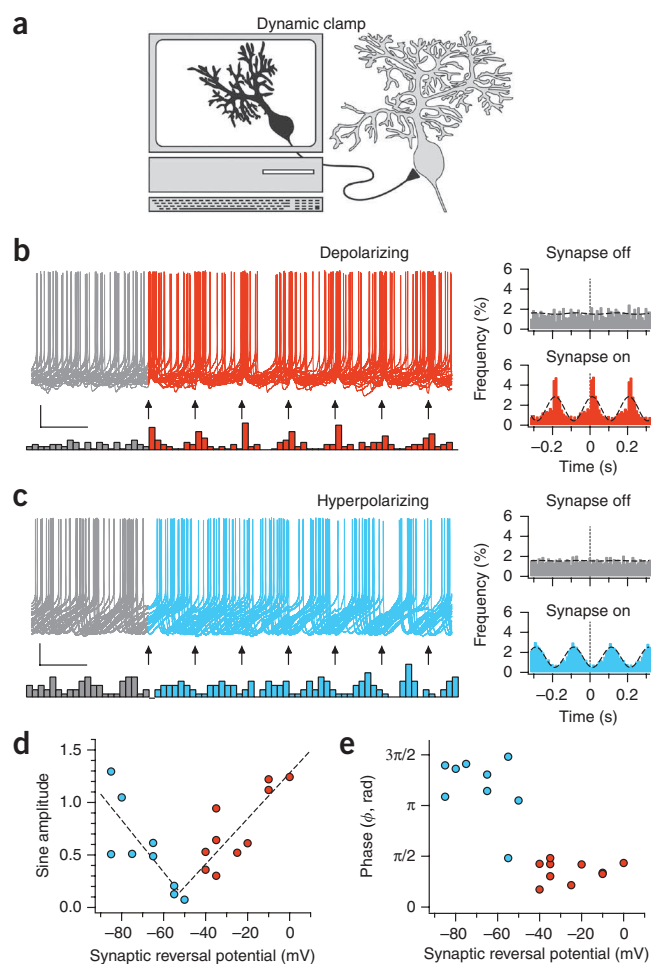 a
Dynamic clamp
b
Depolarizing
Synapse off
Frequency (%)
6
4
2
0
Synapse on
6
4
2
0
−0.2 0 0.2
Time (s)
c
Hyperpolarizing
Synapse off
Frequency (%)
6
4
2
0
Synapse on
6
4
2
0
−0.2 0 0.2
Time (s)
d
Sine amplitude
1.5
1.0
0.5
0.0
−80 −60 −40 −20 0
Synaptic reversal potential (mV)
e
Phase (ϕ, rad)
3π/2
π
π/2
0
−80 −60 −40 −20 0
Synaptic reversal potential (mV)